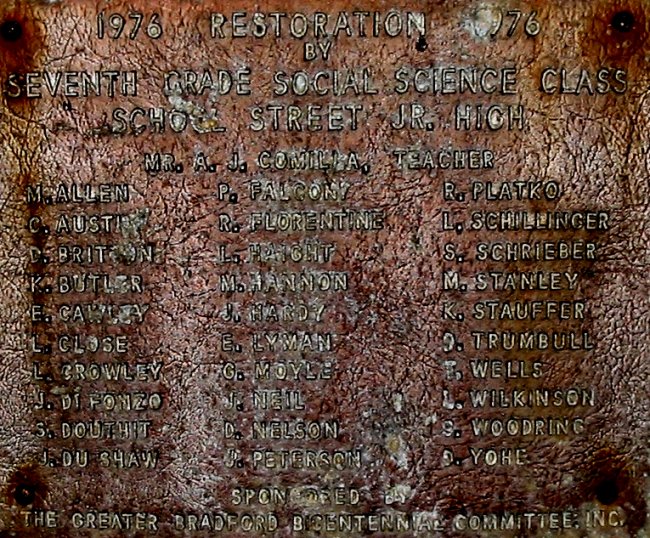 1976 RESTORATION 1976
BY
SEVENTH GRADE SOCIAL SCIENCE CLASS
SCHOOL STREET JR. HIGH
MR. A. J. COMILLA, TEACHER
M. ALLEN P. FALCONY R. PLATKO
C. AUSTIN R. FLORENTINE L. SCHILLINGER
D. BRITTON L. HAIGHT S. SCHRIEBER
K. BUTLER M. HANNON M. STANLEY
E. CAWLEY J. HARDY K. STAUFFER
L. CLOSE E. LYMAN D. TRUMBULL
L. CROWLEY G. MOYLE T. WELLS
J. DI FONZO J. NEIL L. WILKINSON
S. DOUTHIT D. NELSON S. WOODRING
J. DU SHAW J. PETERSON D. YOHE
SPONSORED BY
THE GREATER BRADFORD BICENTENNIAL COMMITTEE, INC.